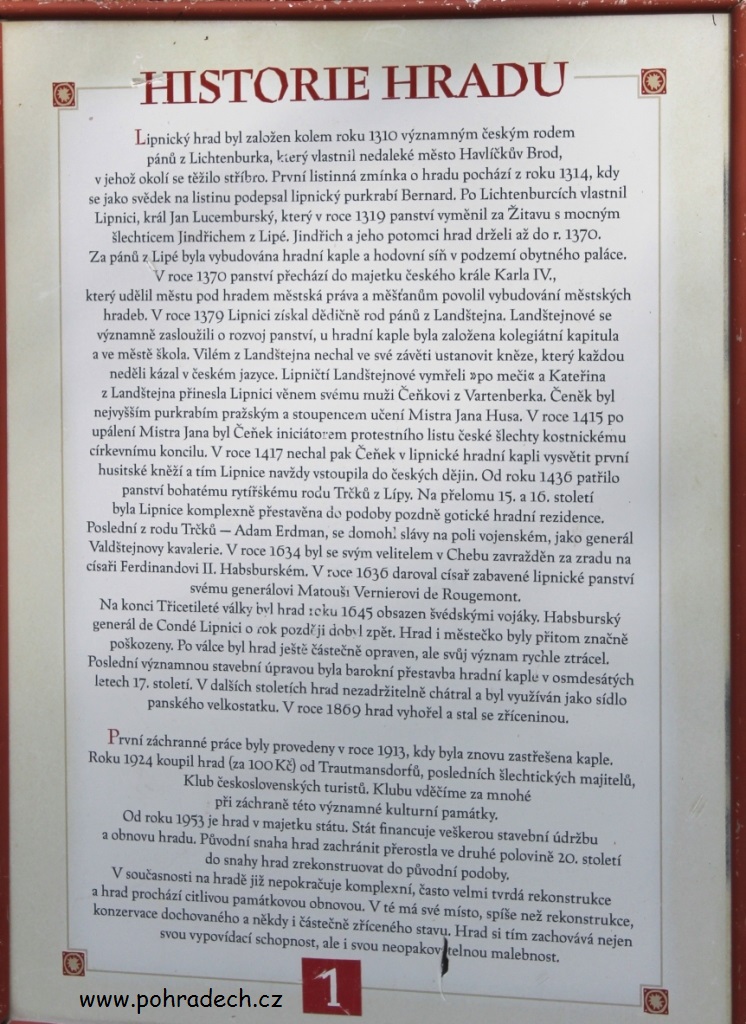 HISTORIE HRADU
Lipnický hrad byl založen kolem roku 1310 významným českým rodem
pánů z Lichtenburka, který vlastnil nedaleké město Havlíčkův Brod,
v jehož okolí se těžilo stříbro. První listinná zmínka o hradu pochází z roku 1314, kdy
se jako svědek na listinu podepsal lipnický purkrabí Bernard. Po Lichtenburcích vlastnil
Lipnici, král Jan Lucemburský, který v roce 1319 panství vyměnil za Žitavu s mocným
šlechticem Jindřichem z Lipé. Jindřich a jeho potomci hrad drželi až do r. 1370.
Za pánů z Lipé byla vybudována hradní kaple a hodovní síň v podzemí obytného paláce.
V roce 1370 panství přechází do majetku českého krále Karla IV.,
který udělil městu pod hradem městská práva a měšťanům povolil vybudování městských
hradeb. V roce 1379 Lipnici získal dědičně rod pánů z Landštejna. Landštejnové se
významně zasloužili o rozvoj panství, u hradní kaple byla založena kolegiátní kapitula
a ve městě škola. Vilém z Landštejna nechal ve své závěti ustanovit kněze, který každou
neděli kázal v českém jazyce. Lipničtí Landštejnové vymřeli »po meči« a Kateřina
z Landštejna přinesla Lipnici věnem svému muži Čeňkovi z Vartenberka. Čeněk byl
nejvyšším purkrabím pražským a stoupencem učení Mistra Jana Husa. V roce 1415 po
upálení Mistra Jana byl Čeňek iniciátorem protestního listu české šlechty kostnickému
církevnímu koncilu. V roce 1417 nechal pak Čeňek v lipnické hradní kapli vysvětit první
husitské kněží a tím Lipnice navždy vstoupila do českých dějin. Od roku 1436 patřilo
panství bohatému rytířskému rodu Trčků z Lípy. Na přelomu 15. a 16. století
byla Lipnice komplexně přestavěna do podoby pozdně gotické hradní rezidence.
Poslední z rodu Trčků — Adam Erdman, se domohl slávy na poli vojenském, jako generál
Valdštejnovy kavalerie. V roce 1634 byl se svým velitelem v Chebu zavražděn za zradu na
císaři Ferdinandovi II. Habsburském. V roce 1636 daroval císař zabavené lipnické panství
svému generálovi Matouši Vernierovi de Rougemont.
Na konci Třicetileté války byl hrad roku 1645 obsazen švédskými vojáky. Habsburský
generál de Condé Lipnici o rok později dobyl zpět. Hrad i městečko byly přitom značně
poškozeny. Po válce byl hrad ještě částečně opraven, ale svůj význam rychle ztrácel.
Poslední významnou stavební úpravou byla barokní přestavba hradní kaple v osmdesátých
letech 17. století. V dalších stoletích hrad nezadržitelně chátral a byl využíván jako sídlo
panského velkostatku. V roce 1869 hrad vyhořel a stal se zříceninou.
První záchranné práce byly provedeny v roce 1913, kdy byla znovu zastřešena kaple.
Roku 1924 koupil hrad (za 100 Kč) od Trautmansdorfů, posledních šlechtických majitelů,
Klub československých turistů. Klubu vděčíme za mnohé
při záchraně této významné kulturní památky.
Od roku 1953 je hrad v majetku státu. Stát financuje veškerou stavební údržbu
a obnovu hradu. Původní snaha hrad zachránit přerostla ve druhé polovině 20. století
do snahy hrad zrekonstruovat do původní podoby.
V současnosti na hradě již nepokračuje komplexní, často velmi tvrdá rekonstrukce
a hrad prochází citlivou památkovou obnovou. V té má své místo, spíše než rekonstrukce,
konzervace dochovaného a někdy i částečně zříceného stavu. Hrad si tím zachovává nejen
svou vypovídací schopnost, ale i svou neopakovatelnou malebnost.
1
www.pohradech.cz